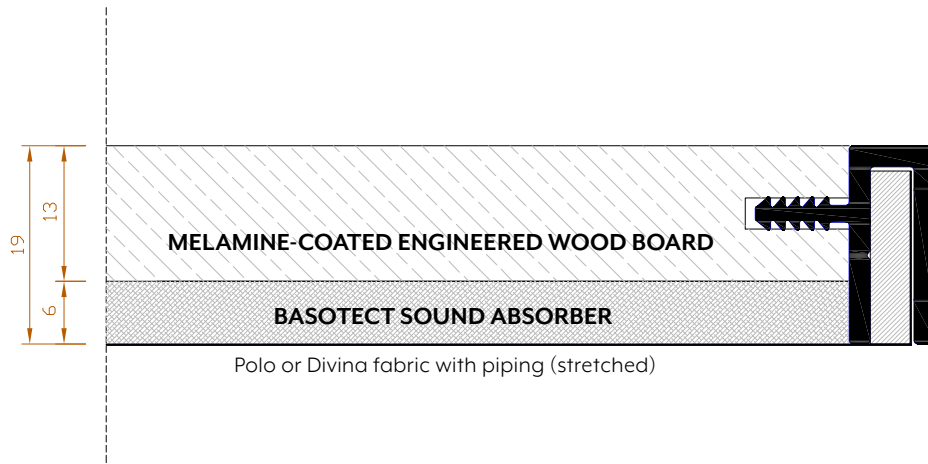 19
13
6
MELAMINE-COATED ENGINEERED WOOD BOARD
BASOTECT SOUND ABSORBER
Polo or Divina fabric with piping (stretched)